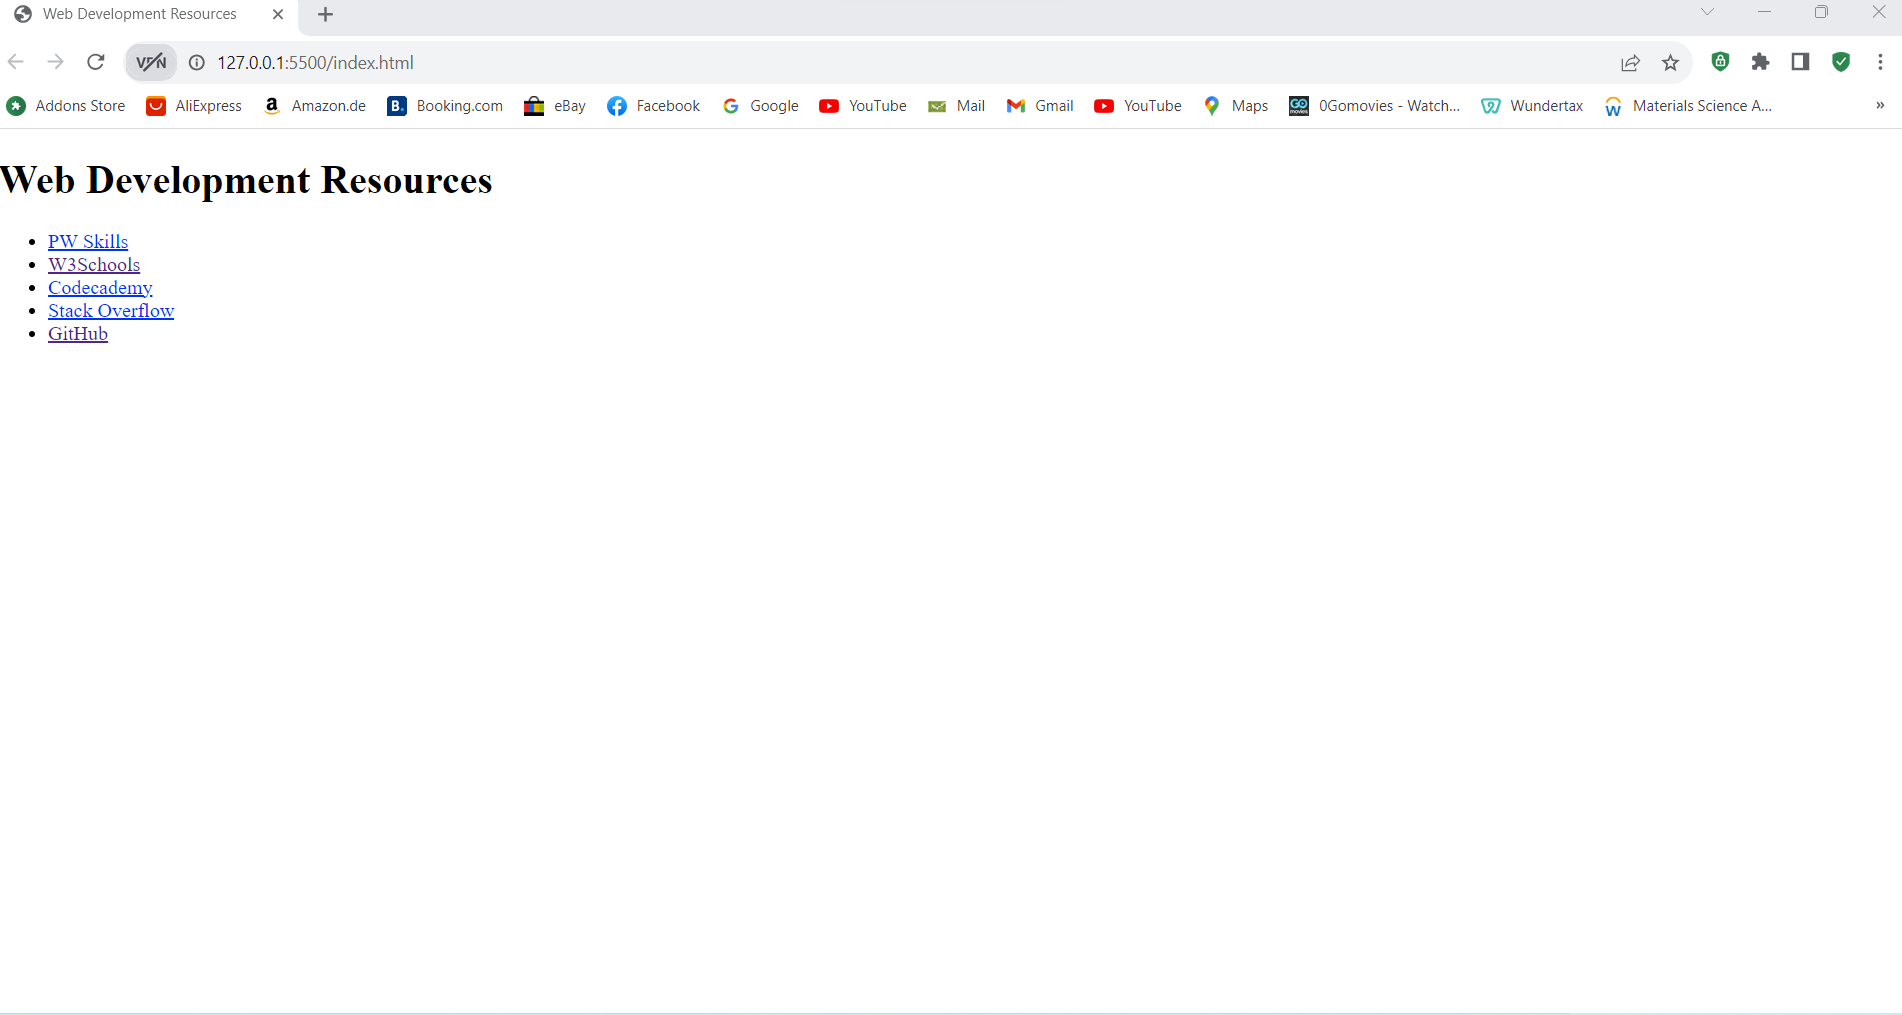 Web Development Resources
VPN 127.0.0.1:5500/index.html
Addons Store AliExpress Amazon.de Booking.com eBay Facebook Google YouTube Mail Gmail YouTube Maps 0Gomovies - Watch... Wundertax Materials Science A... »
Web Development Resources
• PW Skills
• W3Schools
• Codecademy
• Stack Overflow
• GitHub